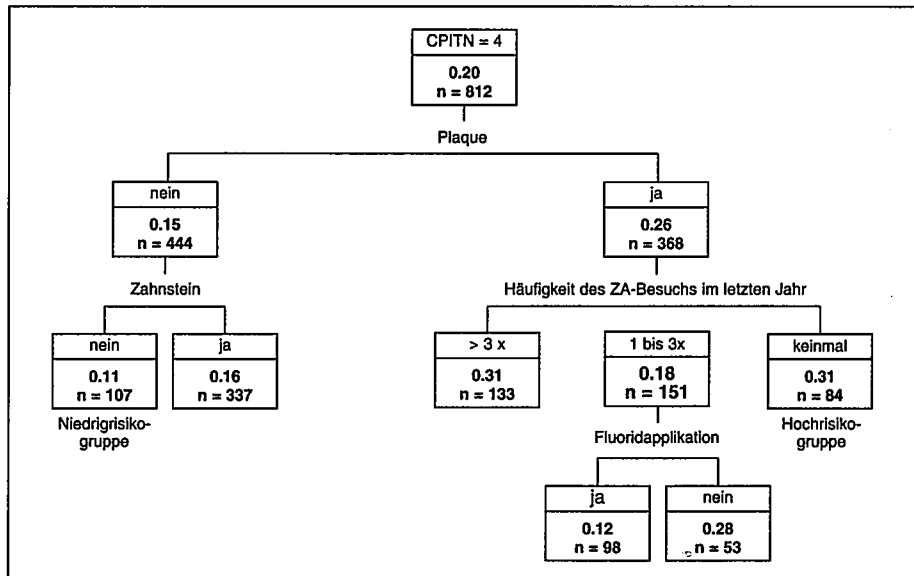 CPITN = 4
0.20
n = 812
Plaque
nein
0.15
n = 444
ja
0.26
n = 368
Zahnstein
Häufigkeit des ZA-Besuchs im letzten Jahr
nein
0.11
n = 107
Niedrigrisiko-
gruppe
ja
0.16
n = 337
> 3 x
0.31
n = 133
1 bis 3x
0.18
n = 151
keinmal
0.31
n = 84
Hochrisiko-
gruppe
Fluoridapplikation
ja
0.12
n = 98
nein
0.28
n = 53